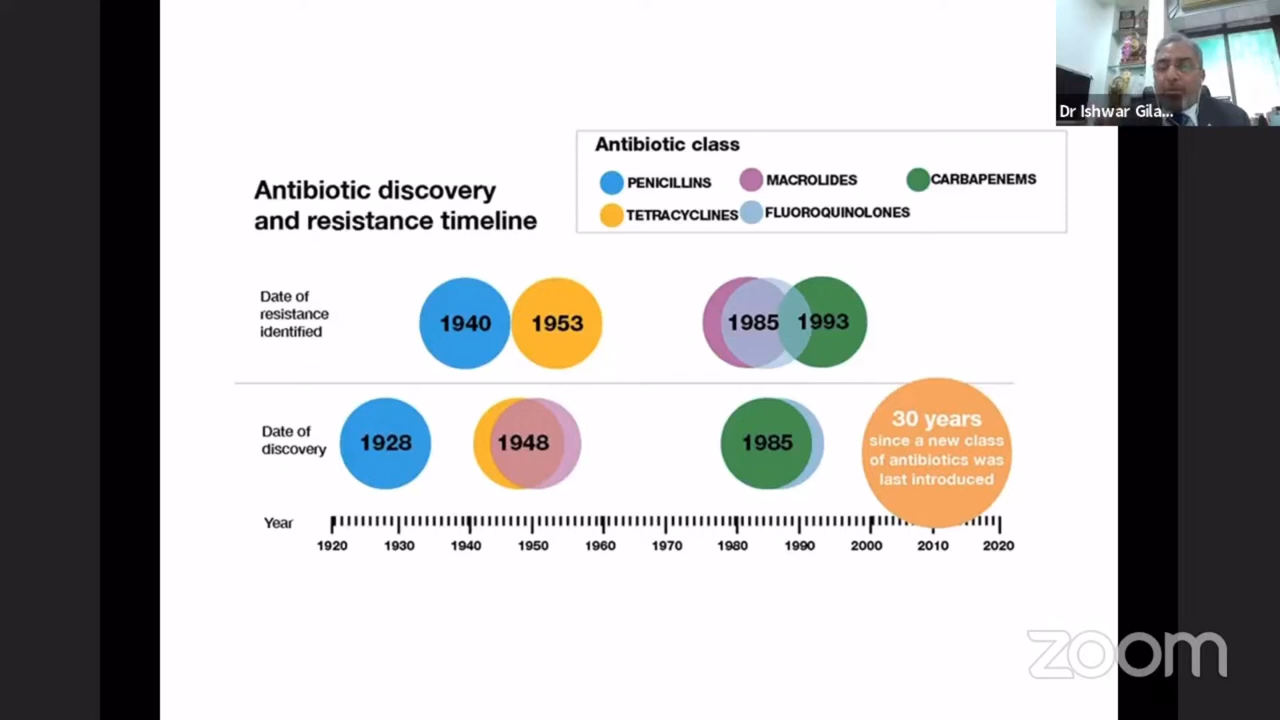 Dr Ishwar Gila...
Antibiotic class
PENICILLINS
MACROLIDES
CARBAPENEMS
TETRACYCLINES
FLUOROQUINOLONES
Antibiotic discovery
and resistance timeline
Date of
resistance
identified
1940
1953
1985
1993
Date of
discovery
1928
1948
1985
30 years
since a new class
of antibiotics was
last introduced
Year
1920 1930 1940 1950 1960 1970 1980 1990 2000 2010 2020
zoom